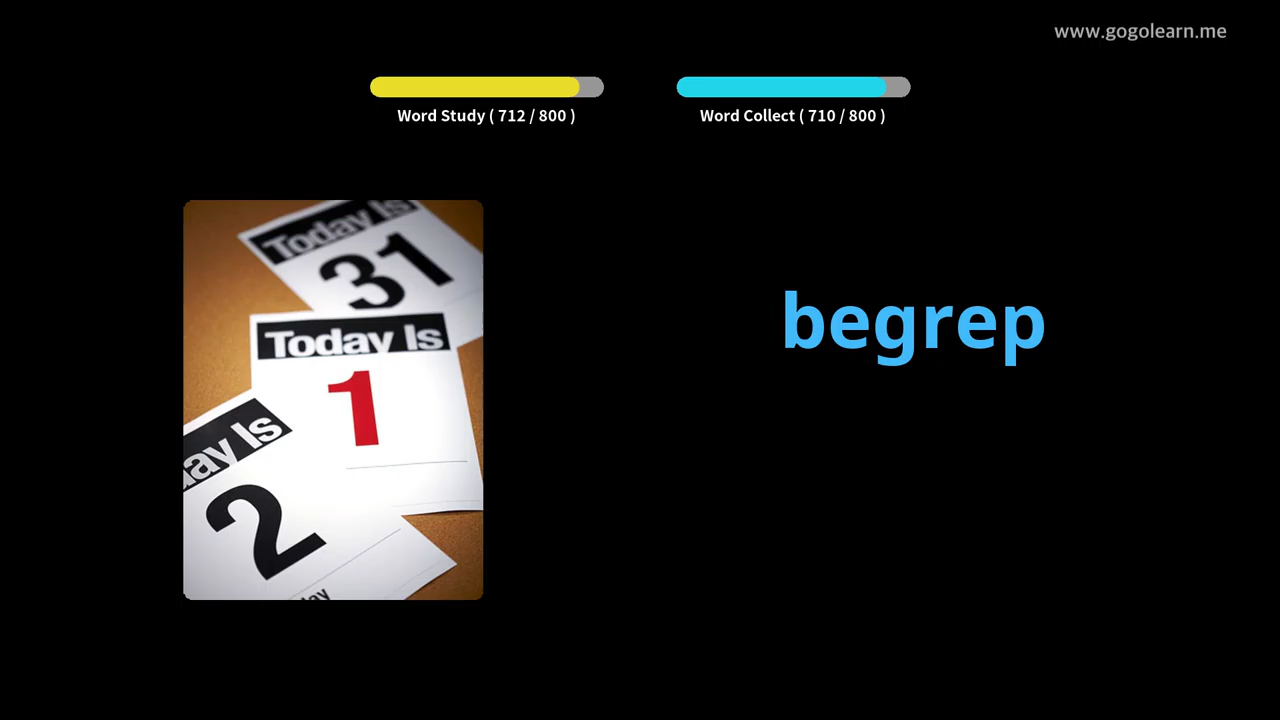 www.gogolearn.me
Word Study ( 712 / 800 )
Word Collect ( 710 / 800 )
Today Is
31
Today Is
1
begrep
ay Is
2